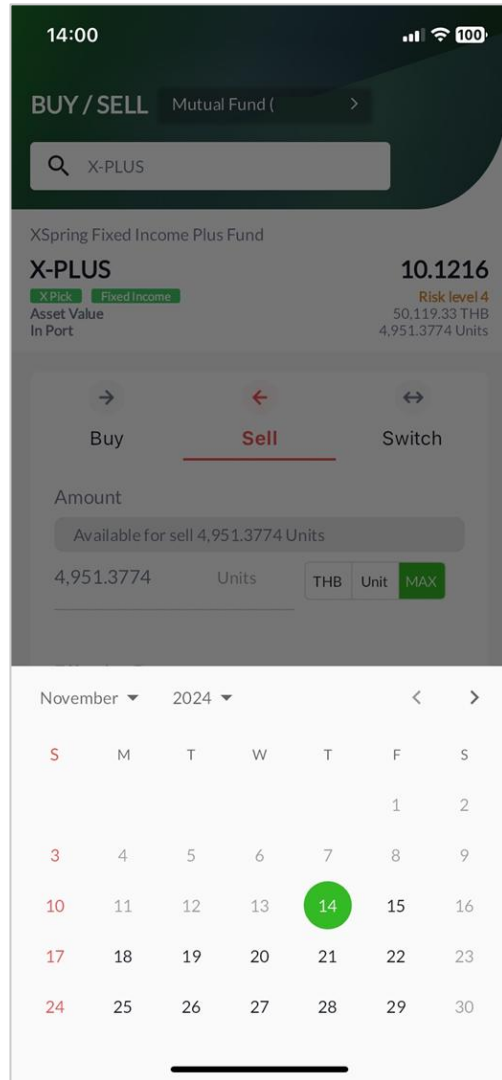 14:00
100
BUY / SELL Mutual Fund (
X-PLUS
XSpring Fixed Income Plus Fund
X-PLUS 10.1216
X Pick Fixed Income Risk level 4
Asset Value 50,119.33 THB
In Port 4,951.3774 Units
Buy Sell Switch
Amount
Available for sell 4,951.3774 Units
4,951.3774 Units THB Unit MAX
November 2024
S M T W T F S
1 2
3 4 5 6 7 8 9
10 11 12 13 14 15 16
17 18 19 20 21 22 23
24 25 26 27 28 29 30